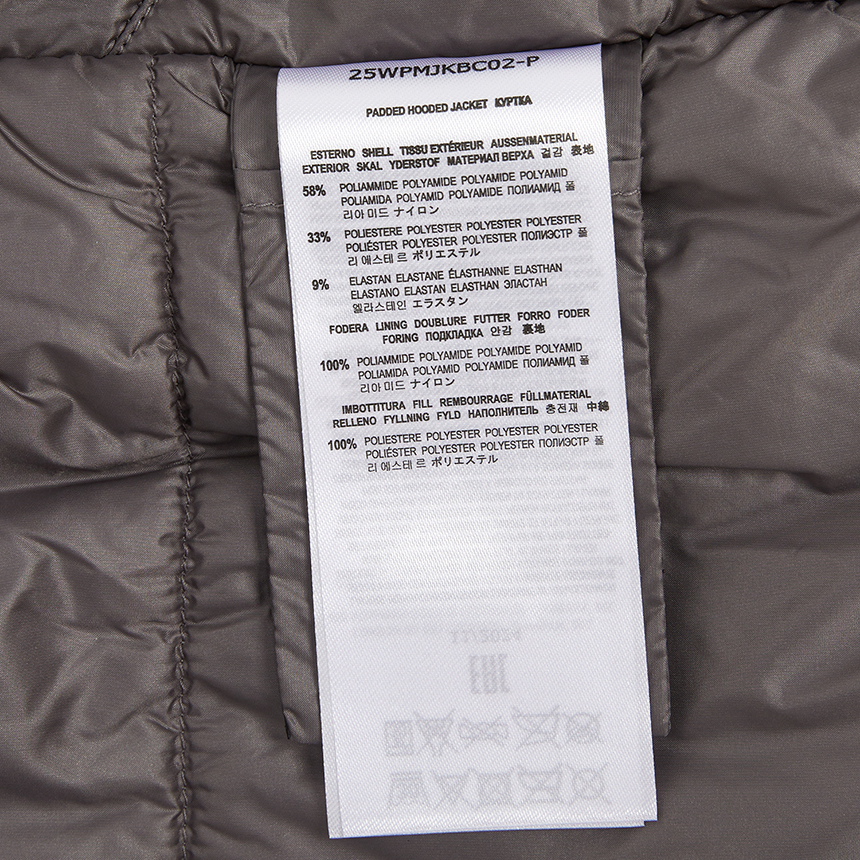 25WPMJKBC02-P
PADDED HOODED JACKET КУРТКА
ESTERNO SHELL TISSU EXTÉRIEUR AUSSENMATERIAL
EXTERIOR SKAL YDERSTOF МАТЕРИАЛ ВЕРХА 겉감 表地
58% POLIAMMIDE POLYAMIDE POLYAMIDE POLYAMID
POLIAMIDA POLYAMID POLYAMIDE ПОЛИАМИД 폴
리아미드 ナイロン
33% POLIESTERE POLYESTER POLYESTER POLYESTER
POLIÉSTER POLYESTER POLYESTER ПОЛИЭСТР 폴
리에스테르 ポリエステル
9% ELASTAN ELASTANE ÉLASTHANNE ELASTHAN
ELASTANO ELASTAN ELASTHAN ЭЛАСТАН
엘라스테인 エラスタン
FODERA LINING DOUBLURE FUTTER FORRO FODER
FORING ПОДКЛАДКА 안감 裏地
100% POLIAMMIDE POLYAMIDE POLYAMIDE POLYAMID
POLIAMIDA POLYAMID POLYAMIDE ПОЛИАМИД 폴
리아미드 ナイロン
IMBOTTITURA FILL REMBOURRAGE FÜLLMATERIAL
RELLENO FYLLNING FYLD НАПОЛНИТЕЛЬ 충전재 中綿
100% POLIESTERE POLYESTER POLYESTER POLYESTER
POLIÉSTER POLYESTER POLYESTER ПОЛИЭСТР 폴
리에스테르 ポリエステル
11/2024
EAC